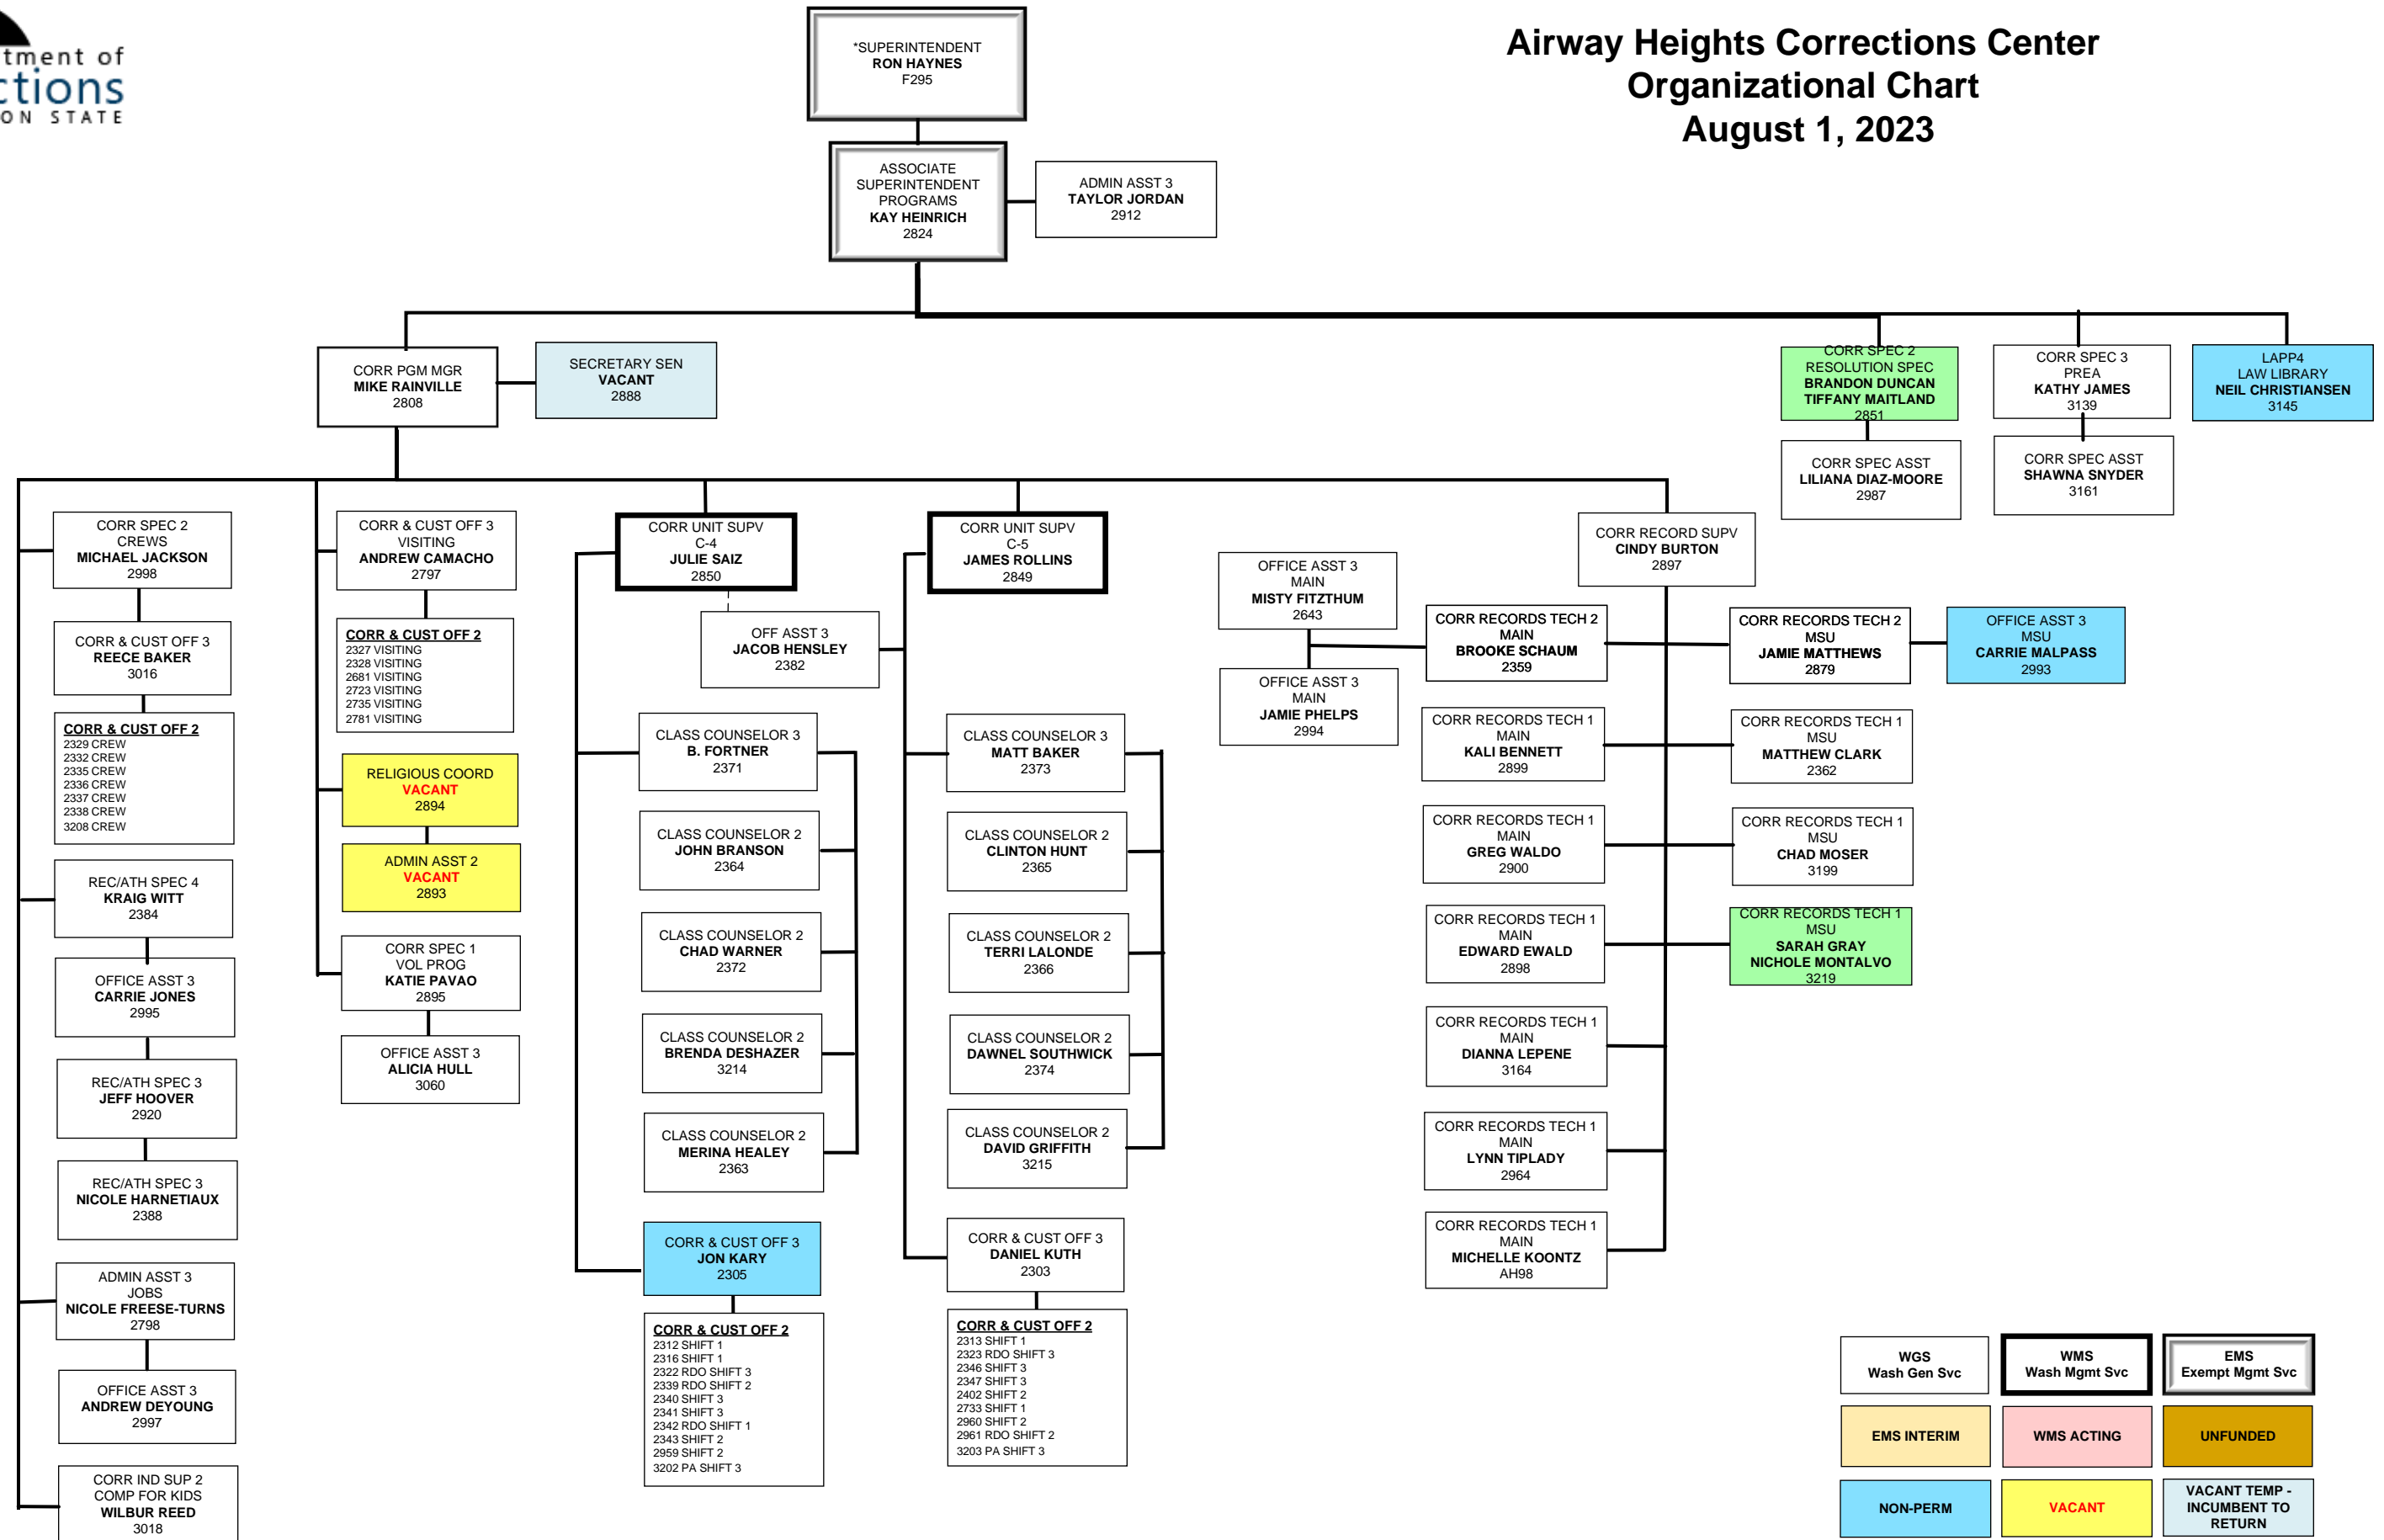 tment of
ctions
ON STATE
Airway Heights Corrections Center
Organizational Chart
August 1, 2023
*SUPERINTENDENT
RON HAYNES
F295
ASSOCIATE
SUPERINTENDENT
PROGRAMS
KAY HEINRICH
2824
ADMIN ASST 3
TAYLOR JORDAN
2912
CORR PGM MGR
MIKE RAINVILLE
2808
SECRETARY SEN
VACANT
2888
CORR SPEC 2
RESOLUTION SPEC
BRANDON DUNCAN
TIFFANY MAITLAND
2851
CORR SPEC 3
PREA
KATHY JAMES
3139
LAPP4
LAW LIBRARY
NEIL CHRISTIANSEN
3145
CORR SPEC ASST
LILIANA DIAZ-MOORE
2987
CORR SPEC ASST
SHAWNA SNYDER
3161
CORR SPEC 2
CREWS
MICHAEL JACKSON
2998
CORR & CUST OFF 3
REECE BAKER
3016
CORR & CUST OFF 2
2329 CREW
2332 CREW
2335 CREW
2336 CREW
2337 CREW
2338 CREW
3208 CREW
REC/ATH SPEC 4
KRAIG WITT
2384
OFFICE ASST 3
CARRIE JONES
2995
REC/ATH SPEC 3
JEFF HOOVER
2920
REC/ATH SPEC 3
NICOLE HARNETIAUX
2388
ADMIN ASST 3
JOBS
NICOLE FREESE-TURNS
2798
OFFICE ASST 3
ANDREW DEYOUNG
2997
CORR IND SUP 2
COMP FOR KIDS
WILBUR REED
3018
CORR & CUST OFF 3
VISITING
ANDREW CAMACHO
2797
CORR & CUST OFF 2
2327 VISITING
2328 VISITING
2681 VISITING
2723 VISITING
2735 VISITING
2781 VISITING
RELIGIOUS COORD
VACANT
2894
ADMIN ASST 2
VACANT
2893
CORR SPEC 1
VOL PROG
KATIE PAVAO
2895
OFFICE ASST 3
ALICIA HULL
3060
CORR UNIT SUPV
C-4
JULIE SAIZ
2850
OFF ASST 3
JACOB HENSLEY
2382
CLASS COUNSELOR 3
B. FORTNER
2371
CLASS COUNSELOR 2
JOHN BRANSON
2364
CLASS COUNSELOR 2
CHAD WARNER
2372
CLASS COUNSELOR 2
BRENDA DESHAZER
3214
CLASS COUNSELOR 2
MERINA HEALEY
2363
CORR & CUST OFF 3
JON KARY
2305
CORR & CUST OFF 2
2312 SHIFT 1
2316 SHIFT 1
2322 RDO SHIFT 3
2339 RDO SHIFT 2
2340 SHIFT 3
2341 SHIFT 3
2342 RDO SHIFT 1
2343 SHIFT 2
2959 SHIFT 2
3202 PA SHIFT 3
CORR UNIT SUPV
C-5
JAMES ROLLINS
2849
CLASS COUNSELOR 3
MATT BAKER
2373
CLASS COUNSELOR 2
CLINTON HUNT
2365
CLASS COUNSELOR 2
TERRI LALONDE
2366
CLASS COUNSELOR 2
DAWNEL SOUTHWICK
2374
CLASS COUNSELOR 2
DAVID GRIFFITH
3215
CORR & CUST OFF 3
DANIEL KUTH
2303
CORR & CUST OFF 2
2313 SHIFT 1
2323 RDO SHIFT 3
2346 SHIFT 3
2347 SHIFT 3
2402 SHIFT 2
2733 SHIFT 1
2960 SHIFT 2
2961 RDO SHIFT 2
3203 PA SHIFT 3
CORR RECORD SUPV
CINDY BURTON
2897
OFFICE ASST 3
MAIN
MISTY FITZTHUM
2643
OFFICE ASST 3
MAIN
JAMIE PHELPS
2994
CORR RECORDS TECH 2
MAIN
BROOKE SCHAUM
2359
CORR RECORDS TECH 2
MSU
JAMIE MATTHEWS
2879
OFFICE ASST 3
MSU
CARRIE MALPASS
2993
CORR RECORDS TECH 1
MAIN
KALI BENNETT
2899
CORR RECORDS TECH 1
MSU
MATTHEW CLARK
2362
CORR RECORDS TECH 1
MAIN
GREG WALDO
2900
CORR RECORDS TECH 1
MSU
CHAD MOSER
3199
CORR RECORDS TECH 1
MAIN
EDWARD EWALD
2898
CORR RECORDS TECH 1
MSU
SARAH GRAY
NICHOLE MONTALVO
3219
CORR RECORDS TECH 1
MAIN
DIANNA LEPENE
3164
CORR RECORDS TECH 1
MAIN
LYNN TIPLADY
2964
CORR RECORDS TECH 1
MAIN
MICHELLE KOONTZ
AH98
WGS
Wash Gen Svc
WMS
Wash Mgmt Svc
EMS
Exempt Mgmt Svc
EMS INTERIM
WMS ACTING
UNFUNDED
NON-PERM
VACANT
VACANT TEMP -
INCUMBENT TO
RETURN